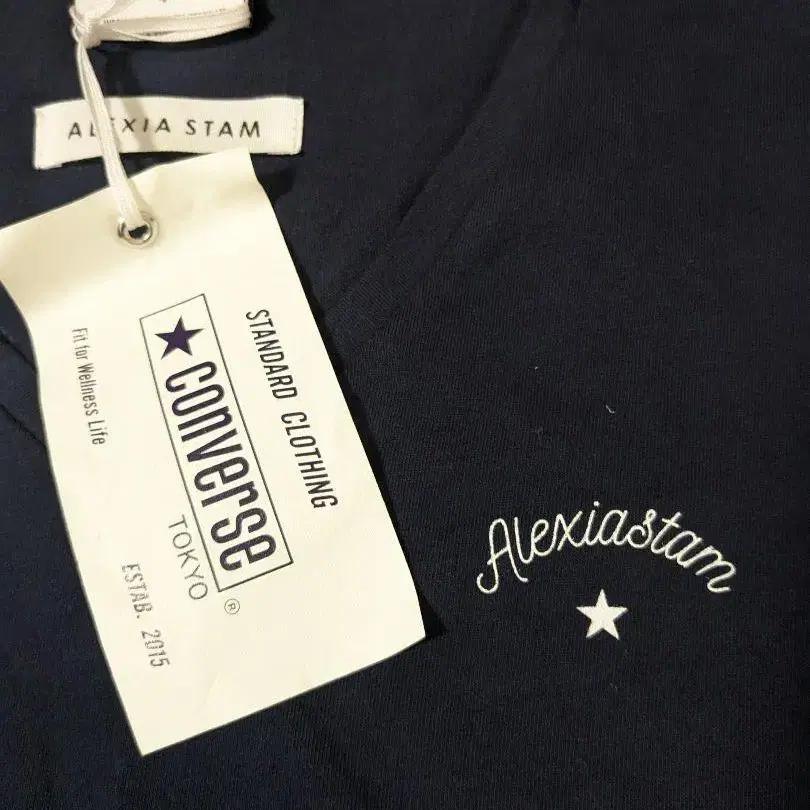 ALEXIA STAM
STANDARD CLOTHING
converse
TOKYO
®
Fit for Wellness Life
ESTAB. 2015
Alexiastam